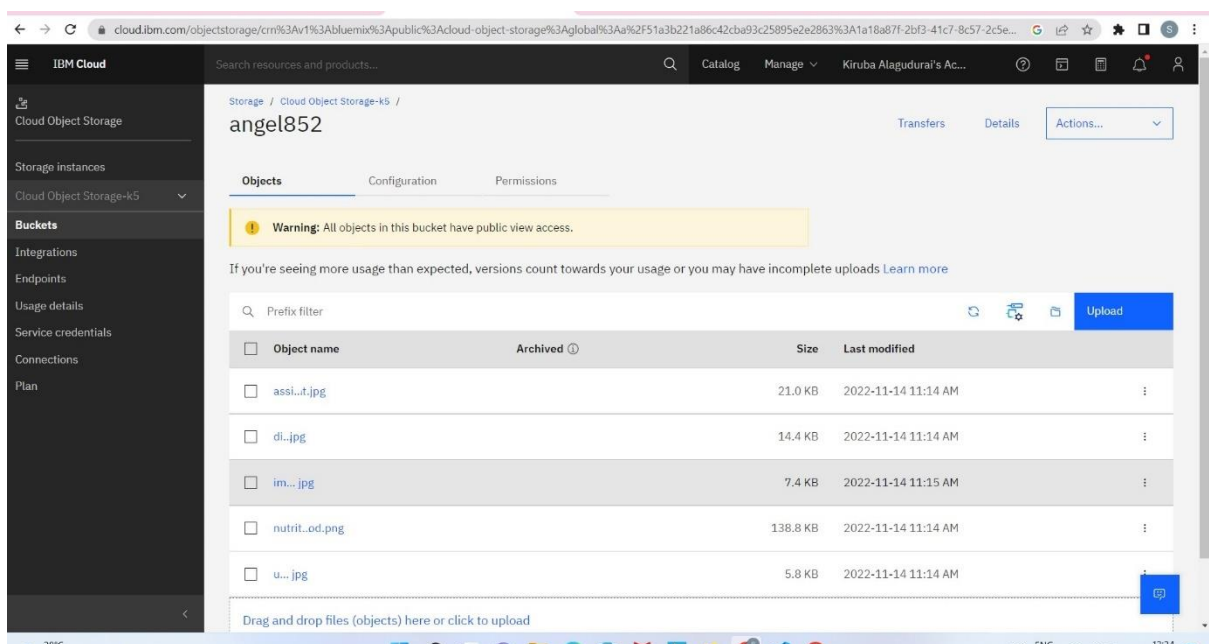 cloud.ibm.com/objectstorage/crn%3Av1%3Abluemix%3Apublic%3Acloud-object-storage%3Aglobal%3Aa%2F51a3b221a86c42cba93c25895e2e2863%3A1a18a87f-2bf3-41c7-8c57-2c5e...
IBM Cloud
Search resources and products...
Catalog
Manage
Kiruba Alagudurai's Ac...
Cloud Object Storage
Storage instances
Cloud Object Storage-k5
Buckets
Integrations
Endpoints
Usage details
Service credentials
Connections
Plan
Storage / Cloud Object Storage-k5 /
angel852
Transfers
Details
Actions...
Objects
Configuration
Permissions
Warning: All objects in this bucket have public view access.
If you're seeing more usage than expected, versions count towards your usage or you may have incomplete uploads Learn more
Prefix filter
Upload
Object name Archived Size Last modified
assi...t.jpg 21.0 KB 2022-11-14 11:14 AM
di..jpg 14.4 KB 2022-11-14 11:14 AM
im... jpg 7.4 KB 2022-11-14 11:15 AM
nutrit..od.png 138.8 KB 2022-11-14 11:14 AM
u... jpg 5.8 KB 2022-11-14 11:14 AM
Drag and drop files (objects) here or click to upload